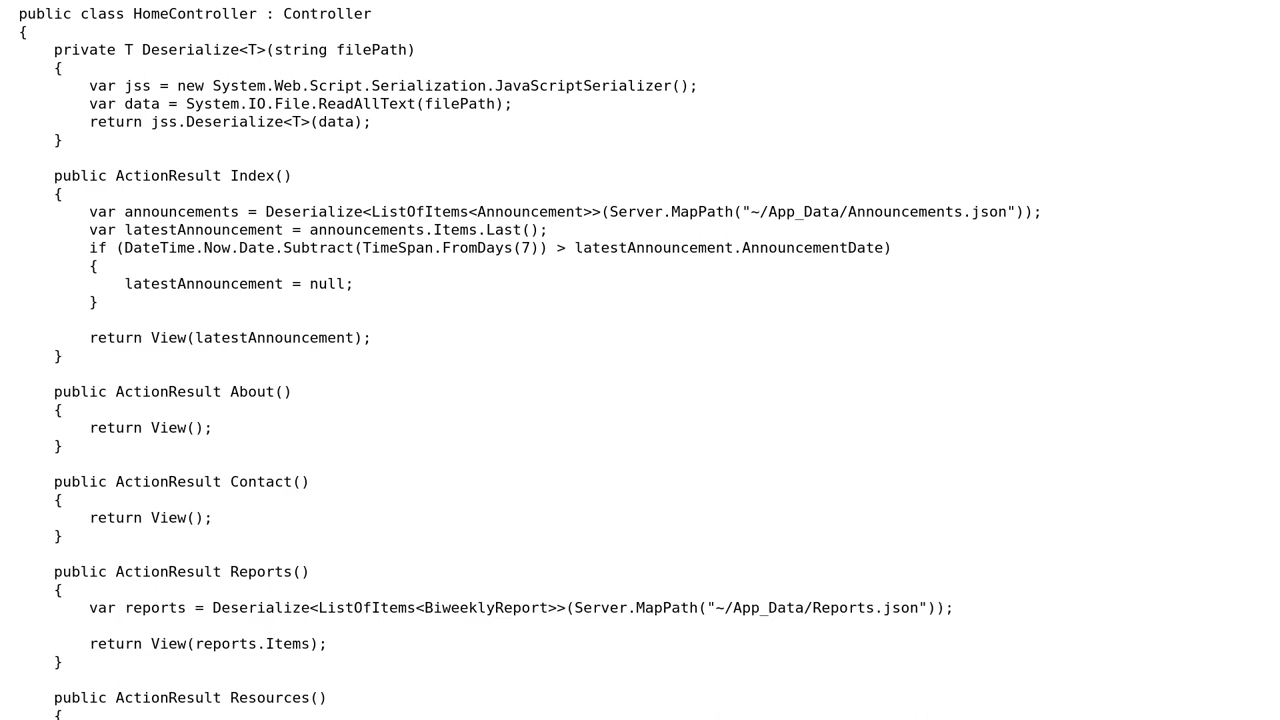 public class HomeController : Controller
{
    private T Deserialize<T>(string filePath)
    {
        var jss = new System.Web.Script.Serialization.JavaScriptSerializer();
        var data = System.IO.File.ReadAllText(filePath);
        return jss.Deserialize<T>(data);
    }

    public ActionResult Index()
    {
        var announcements = Deserialize<ListOfItems<Announcement>>(Server.MapPath("~/App_Data/Announcements.json"));
        var latestAnnouncement = announcements.Items.Last();
        if (DateTime.Now.Date.Subtract(TimeSpan.FromDays(7)) > latestAnnouncement.AnnouncementDate)
        {
            latestAnnouncement = null;
        }

        return View(latestAnnouncement);
    }

    public ActionResult About()
    {
        return View();
    }

    public ActionResult Contact()
    {
        return View();
    }

    public ActionResult Reports()
    {
        var reports = Deserialize<ListOfItems<BiweeklyReport>>(Server.MapPath("~/App_Data/Reports.json"));

        return View(reports.Items);
    }

    public ActionResult Resources()
    {